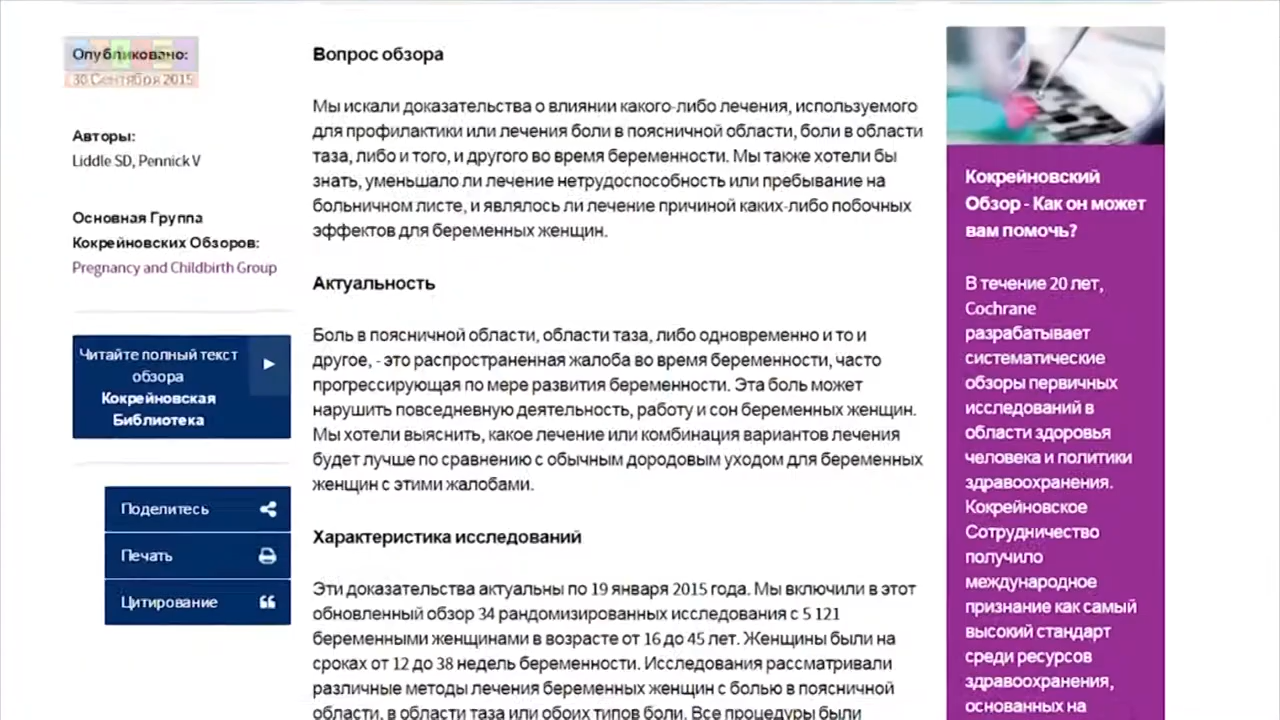 Опубликовано:
30 Сентября 2015
Авторы:
Liddle SD, Pennick V
Основная Группа
Кокрейновских Обзоров:
Pregnancy and Childbirth Group
Читайте полный текст
обзора
Кокрейновская
Библиотека
Поделитесь
Печать
Цитирование
Вопрос обзора
Мы искали доказательства о влиянии какого-либо лечения, используемого
для профилактики или лечения боли в поясничной области, боли в области
таза, либо и того, и другого во время беременности. Мы также хотели бы
знать, уменьшало ли лечение нетрудоспособность или пребывание на
больничном листе, и являлось ли лечение причиной каких-либо побочных
эффектов для беременных женщин.
Актуальность
Боль в поясничной области, области таза, либо одновременно и то и
другое, - это распространенная жалоба во время беременности, часто
прогрессирующая по мере развития беременности. Эта боль может
нарушить повседневную деятельность, работу и сон беременных женщин.
Мы хотели выяснить, какое лечение или комбинация вариантов лечения
будет лучше по сравнению с обычным дородовым уходом для беременных
женщин с этими жалобами.
Характеристика исследований
Эти доказательства актуальны по 19 января 2015 года. Мы включили в этот
обновленный обзор 34 рандомизированных исследования с 5 121
беременными женщинами в возрасте от 16 до 45 лет. Женщины были на
сроках от 12 до 38 недель беременности. Исследования рассматривали
различные методы лечения беременных женщин с болью в поясничной
области, в области таза или обоих типов боли. Все процедуры были
Кокрейновский
Обзор - Как он может
вам помочь?
В течение 20 лет,
Cochrane
разрабатывает
систематические
обзоры первичных
исследований в
области здоровья
человека и политики
здравоохранения.
Кокрейновское
Сотрудничество
получило
международное
признание как самый
высокий стандарт
среди ресурсов
здравоохранения,
основанных на